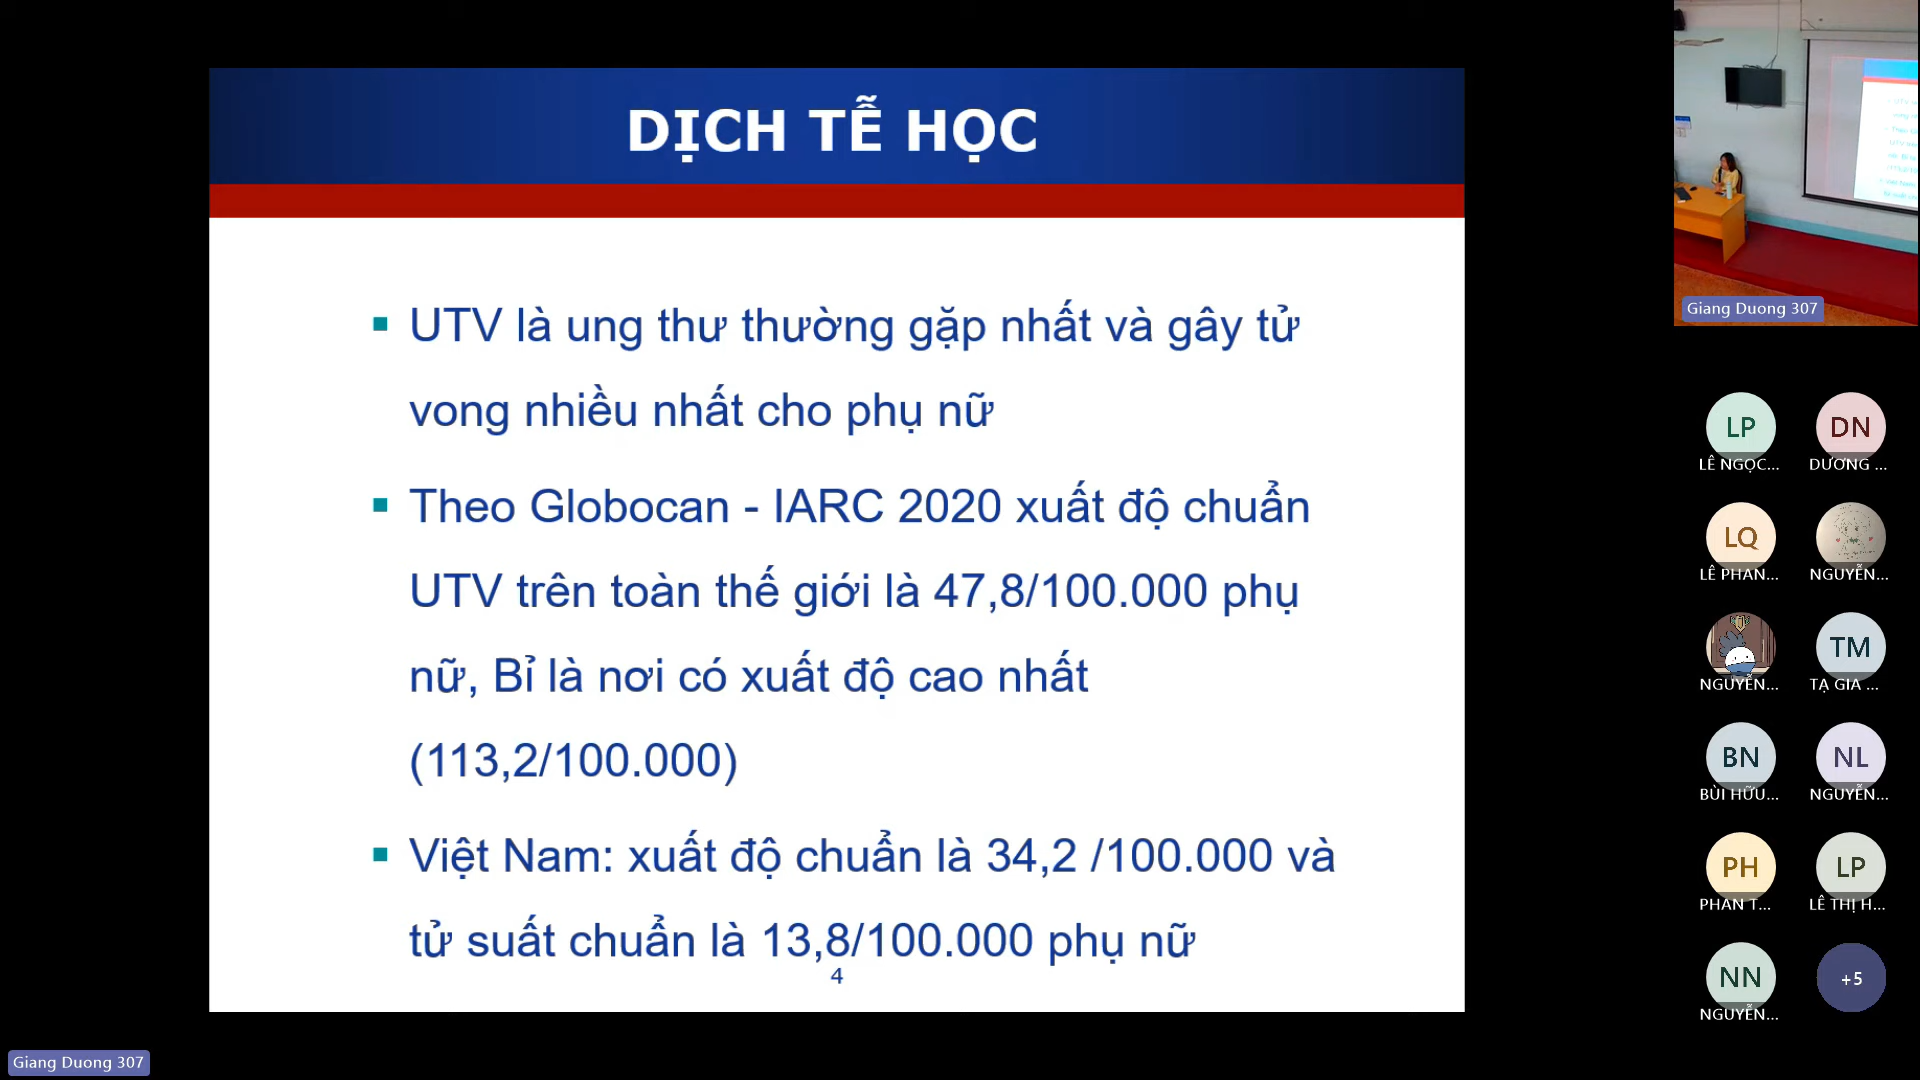 DỊCH TỄ HỌC
UTV là ung thư thường gặp nhất và gây tử
vong nhiều nhất cho phụ nữ
Theo Globocan - IARC 2020 xuất độ chuẩn
UTV trên toàn thế giới là 47,8/100.000 phụ
nữ, Bỉ là nơi có xuất độ cao nhất
(113,2/100.000)
Việt Nam: xuất độ chuẩn là 34,2 /100.000 và
tử suất chuẩn là 13,8/100.000 phụ nữ
4
Giang Duong 307
Giang Duong 307
LP
LÊ NGỌC...
DN
DƯƠNG ...
LQ
LÊ PHAN...
NGUYỄN...
NGUYỄN...
TM
TẠ GIA ...
BN
BÙI HỮU...
NL
NGUYỄN...
PH
PHAN T...
LP
LÊ THỊ H...
NN
NGUYỄN...
+5